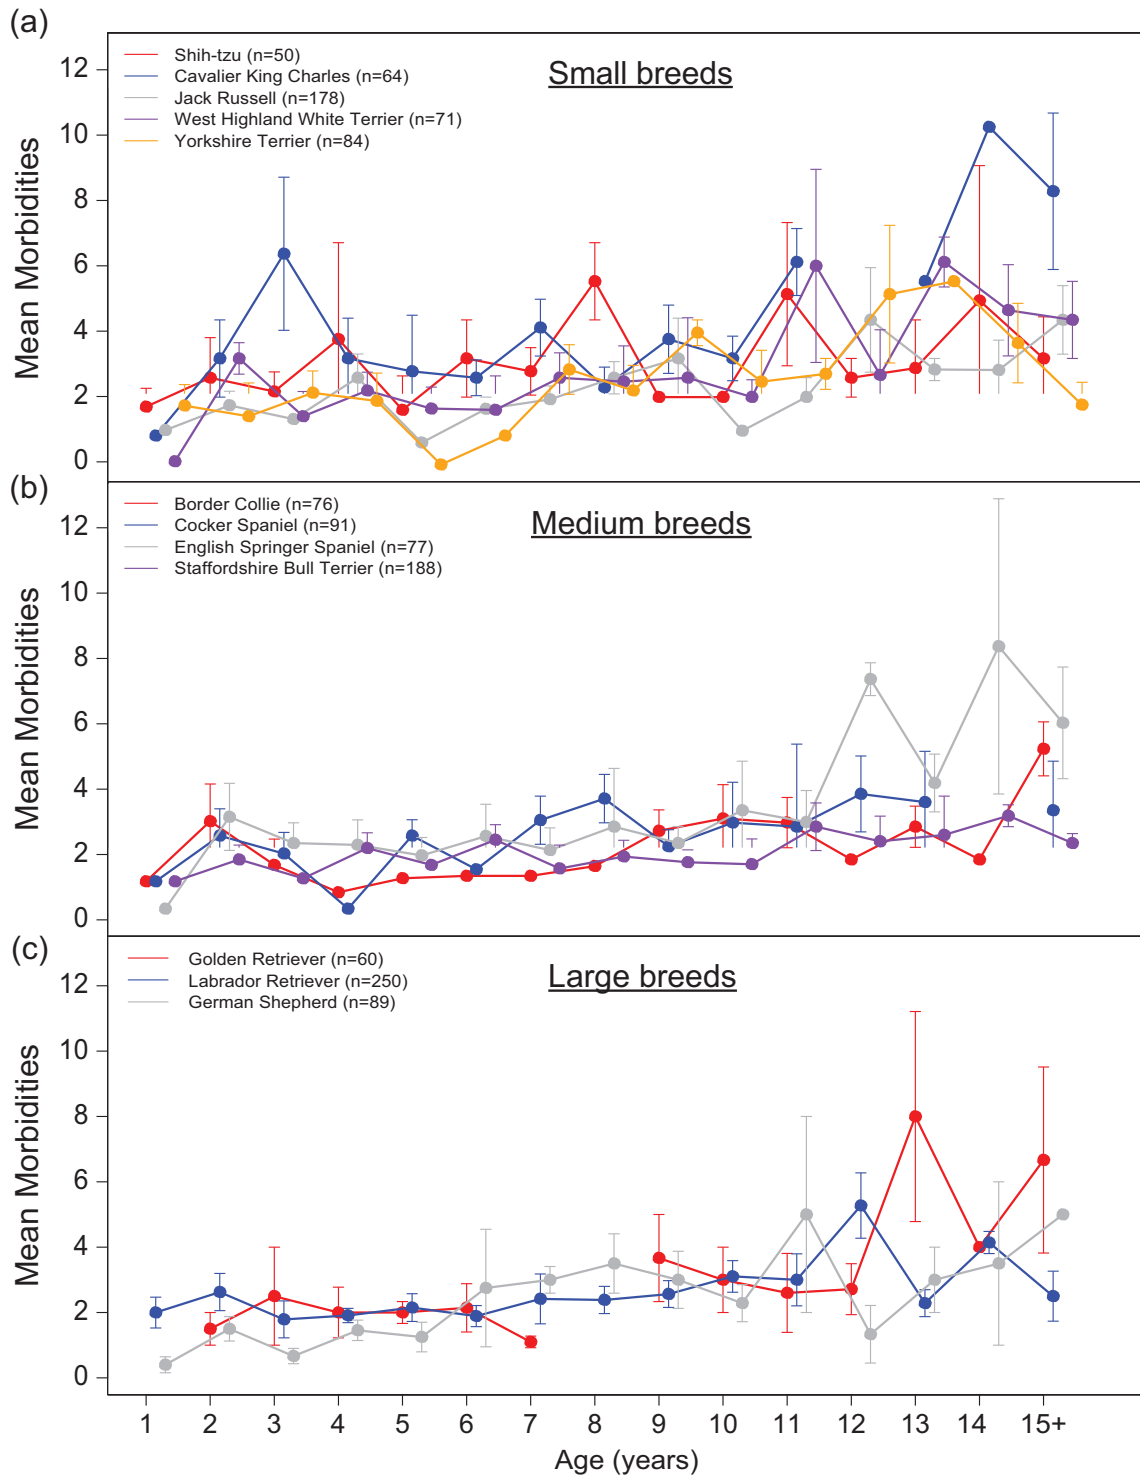 (a)
Small breeds
Shih-tzu (n=50)
Cavalier King Charles (n=64)
Jack Russell (n=178)
West Highland White Terrier (n=71)
Yorkshire Terrier (n=84)
Mean Morbidities
12
10
8
6
4
2
0
(b)
Medium breeds
Border Collie (n=76)
Cocker Spaniel (n=91)
English Springer Spaniel (n=77)
Staffordshire Bull Terrier (n=188)
Mean Morbidities
12
10
8
6
4
2
0
(c)
Large breeds
Golden Retriever (n=60)
Labrador Retriever (n=250)
German Shepherd (n=89)
Mean Morbidities
12
10
8
6
4
2
0
1 2 3 4 5 6 7 8 9 10 11 12 13 14 15+
Age (years)